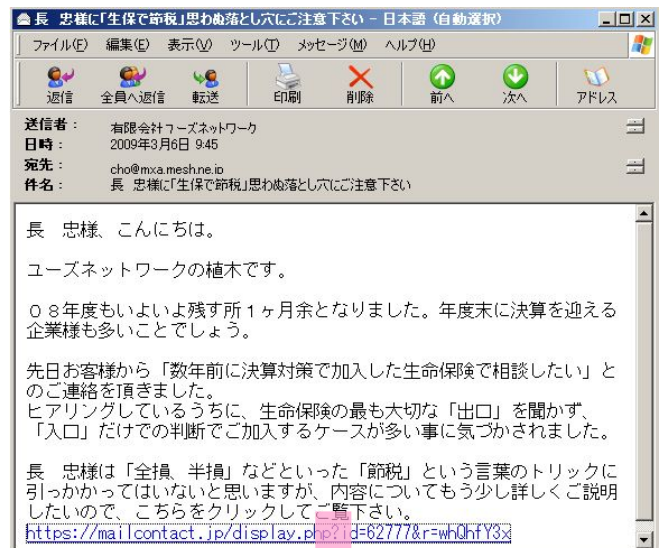 長　忠様に「生保で節税」思わぬ落とし穴にご注意下さい - 日本語 (自動選択)
ファイル(F) 編集(E) 表示(V) ツール(T) メッセージ(M) ヘルプ(H)
返信 全員へ返信 転送 印刷 削除 前へ 次へ アドレス
送信者: 有限会社フーズネットワーク
日時: 2009年3月6日 9:45
宛先: cho@mxa.mesh.ne.jp
件名: 長　忠様に「生保で節税」思わぬ落とし穴にご注意下さい
長　忠様、こんにちは。
ユーズネットワークの植木です。
０８年度もいよいよ残す所１ヶ月余となりました。年度末に決算を迎える
企業様も多いことでしょう。
先日お客様から「数年前に決算対策で加入した生命保険で相談したい」と
のご連絡を頂きました。
ヒアリングしているうちに、生命保険の最も大切な「出口」を聞かず、
「入口」だけでの判断でご加入するケースが多い事に気づかされました。
長　忠様は「全損、半損」などといった「節税」という言葉のトリックに
引っかかってはいないと思いますが、内容についてもう少し詳しくご説明
したいので、こちらをクリックしてご覧下さい。
https://mailcontact.jp/display.php?id=62777&r=whQhfY3x